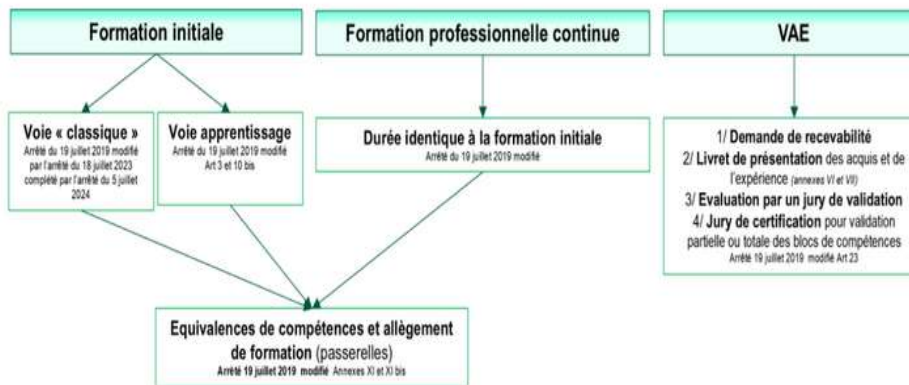 Formation initiale
Formation professionnelle continue
VAE
Voie « classique »
Arrêté du 19 juillet 2019 modifié
par l'arrêté du 18 juillet 2023
complété par l'arrêté du 5 juillet
2024
Voie apprentissage
Arrêté du 19 juillet 2019 modifié
Art 3 et 10 bis
Durée identique à la formation initiale
Arrêté du 19 juillet 2019 modifié
1/ Demande de recevabilité
2/ Livret de présentation des acquis et de
l'expérience (annexes VI et VII)
3/ Evaluation par un jury de validation
4/ Jury de certification pour validation
partielle ou totale des blocs de compétences
Arrêté 19 juillet 2019 modifié Art 23
Equivalences de compétences et allègement
de formation (passerelles)
Arrêté 19 juillet 2019 modifié Annexes XI et XI bis